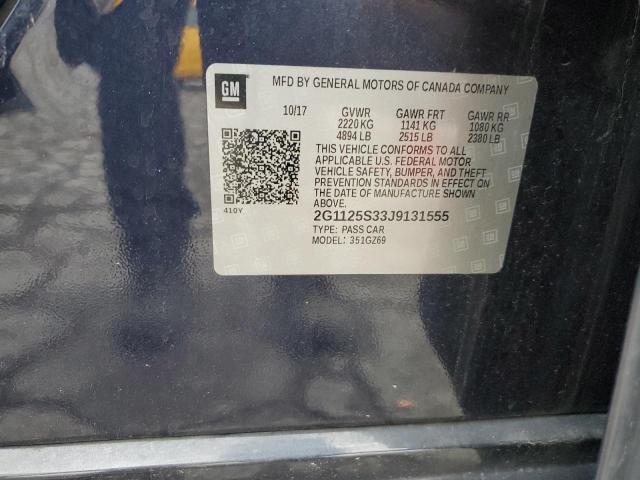 GM
MFD BY GENERAL MOTORS OF CANADA COMPANY
10/17 GVWR GAWR FRT GAWR RR
2220 KG 1141 KG 1080 KG
4894 LB 2515 LB 2380 LB
THIS VEHICLE CONFORMS TO ALL
APPLICABLE U.S. FEDERAL MOTOR
VEHICLE SAFETY, BUMPER, AND THEFT
PREVENTION STANDARDS IN EFFECT ON
THE DATE OF MANUFACTURE SHOWN
ABOVE.
410Y
2G1125S33J9131555
TYPE: PASS CAR
MODEL: 351GZ69